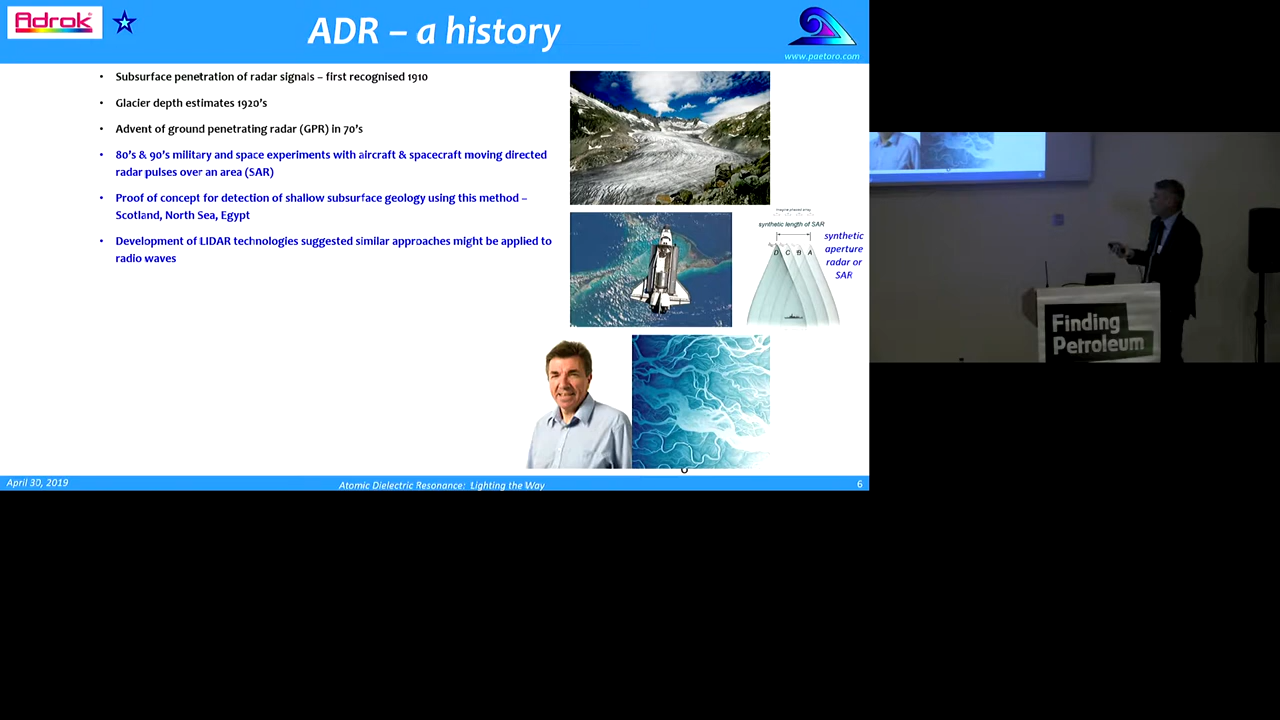 Adrok
ADR – a history
www.paetoro.com
• Subsurface penetration of radar signals – first recognised 1910
• Glacier depth estimates 1920's
• Advent of ground penetrating radar (GPR) in 70's
• 80's & 90's military and space experiments with aircraft & spacecraft moving directed
radar pulses over an area (SAR)
• Proof of concept for detection of shallow subsurface geology using this method –
Scotland, North Sea, Egypt
• Development of LIDAR technologies suggested similar approaches might be applied to
radio waves
synthetic length of SAR
D C B A
synthetic
aperture
radar or
SAR
Finding
Petroleum
April 30, 2019
Atomic Dielectric Resonance: Lighting the Way
6